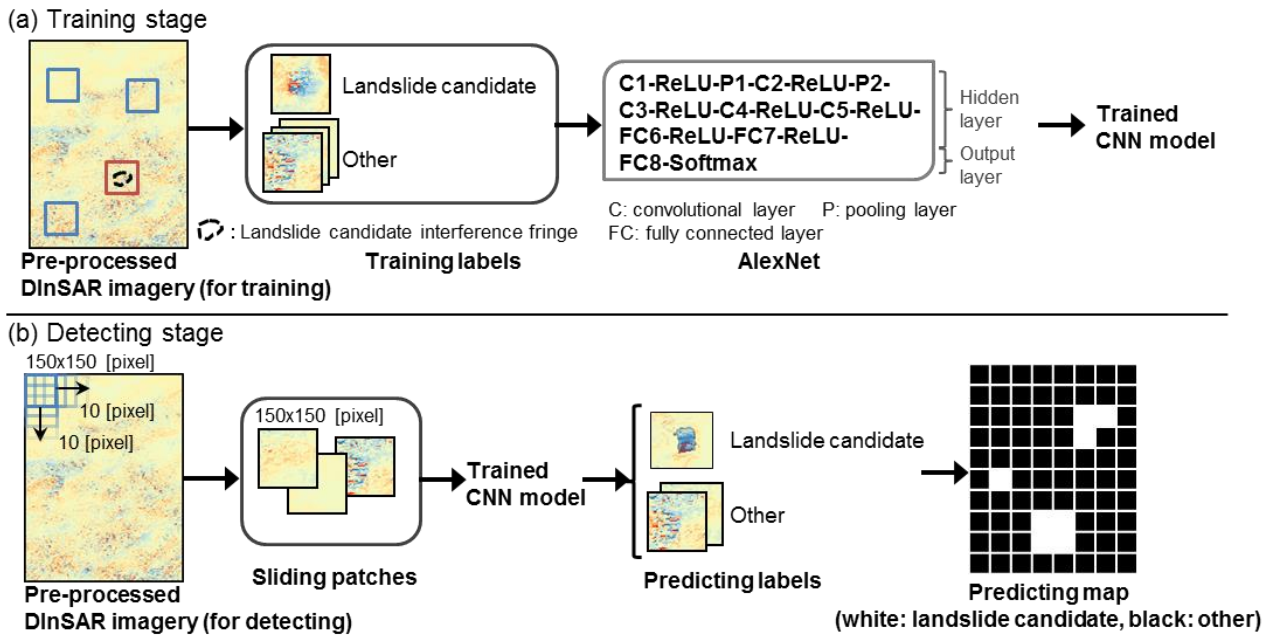 (a) Training stage
Landslide candidate
Other
: Landslide candidate interference fringe
Pre-processed
DInSAR imagery (for training)
Training labels
C1-ReLU-P1-C2-ReLU-P2-
C3-ReLU-C4-ReLU-C5-ReLU-
FC6-ReLU-FC7-ReLU-
FC8-Softmax
Hidden
layer
Output
layer
C: convolutional layer P: pooling layer
FC: fully connected layer
AlexNet
Trained
CNN model
(b) Detecting stage
150x150 [pixel]
10 [pixel]
10 [pixel]
Pre-processed
DInSAR imagery (for detecting)
150x150 [pixel]
Sliding patches
Trained
CNN model
Landslide candidate
Other
Predicting labels
Predicting map
(white: landslide candidate, black: other)